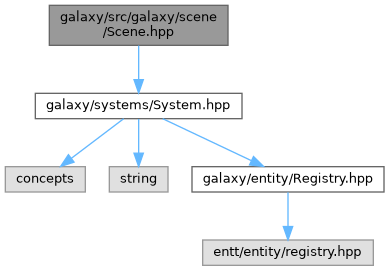 galaxy/src/galaxy/scene
/Scene.hpp
galaxy/systems/System.hpp
concepts
string
galaxy/entity/Registry.hpp
entt/entity/registry.hpp